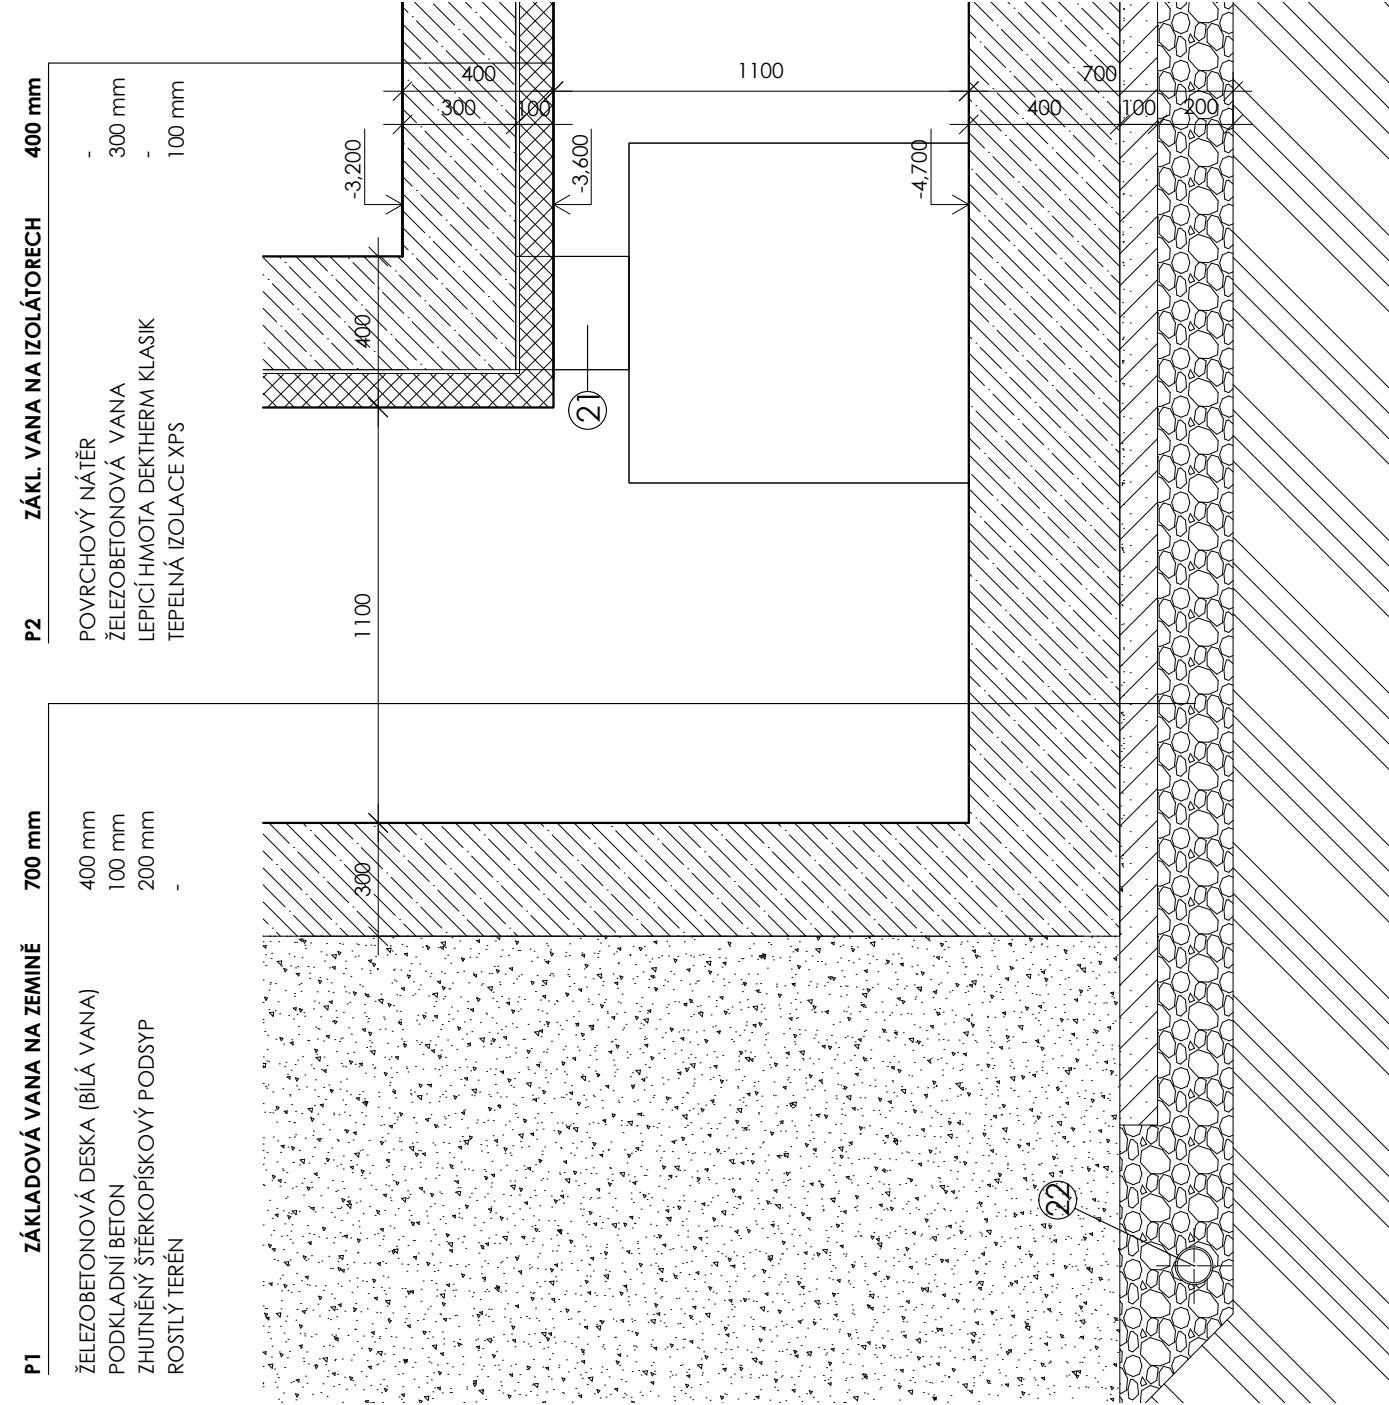 P1 ZÁKLADOVÁ VANA NA ZEMINĚ 700 mm
ŽELEZOBETONOVÁ DESKA (BÍLÁ VANA) 400 mm
PODKLADNÍ BETON 100 mm
ZHUTNĚNÝ ŠTĚRKOPÍSKOVÝ PODSYP 200 mm
ROSTLÝ TERÉN -
P2 ZÁKL. VANA NA IZOLÁTORECH 400 mm
POVRCHOVÝ NÁTĚR -
ŽELEZOBETONOVÁ VANA 300 mm
LEPICÍ HMOTA DEKTHERM KLASIK -
TEPELNÁ IZOLACE XPS 100 mm
300
1100
400
-3,200
300
400
100
-3,600
21
1100
-4,700
400
700
100
200
22